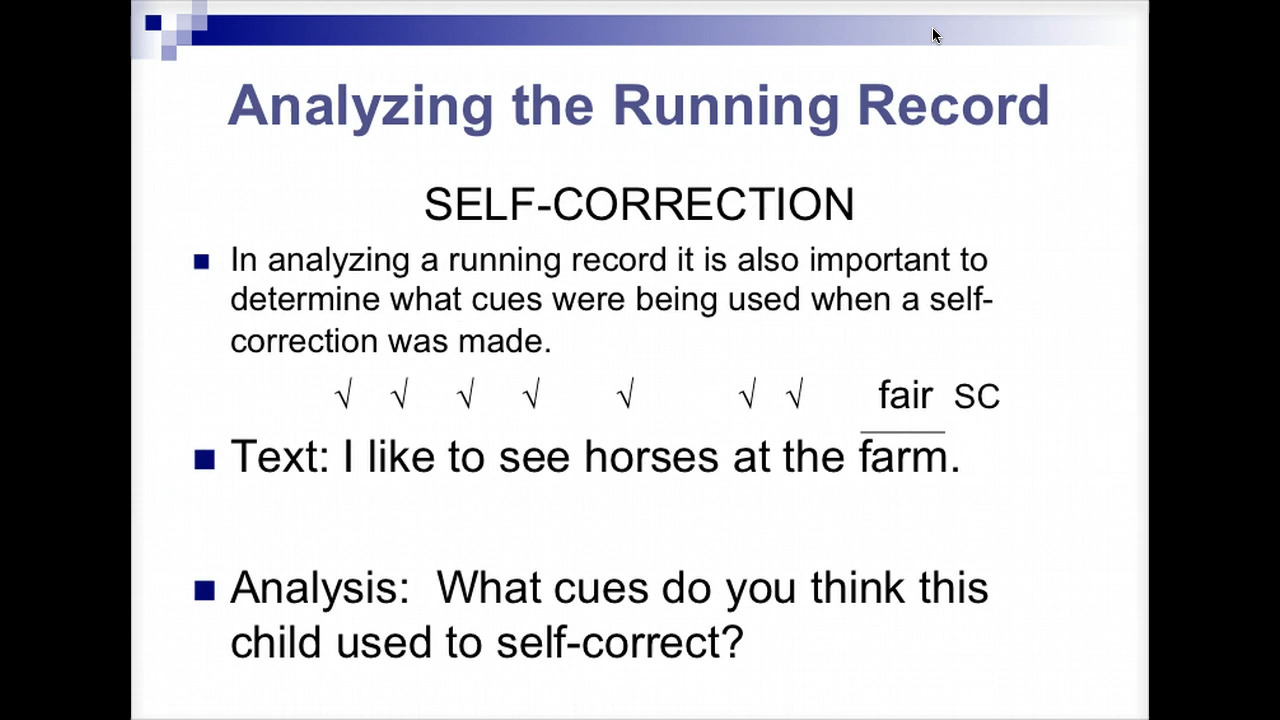 Analyzing the Running Record
SELF-CORRECTION
In analyzing a running record it is also important to
determine what cues were being used when a self-
correction was made.
√ √ √ √ √ √ √ fair SC
Text: I like to see horses at the farm.
Analysis: What cues do you think this
child used to self-correct?